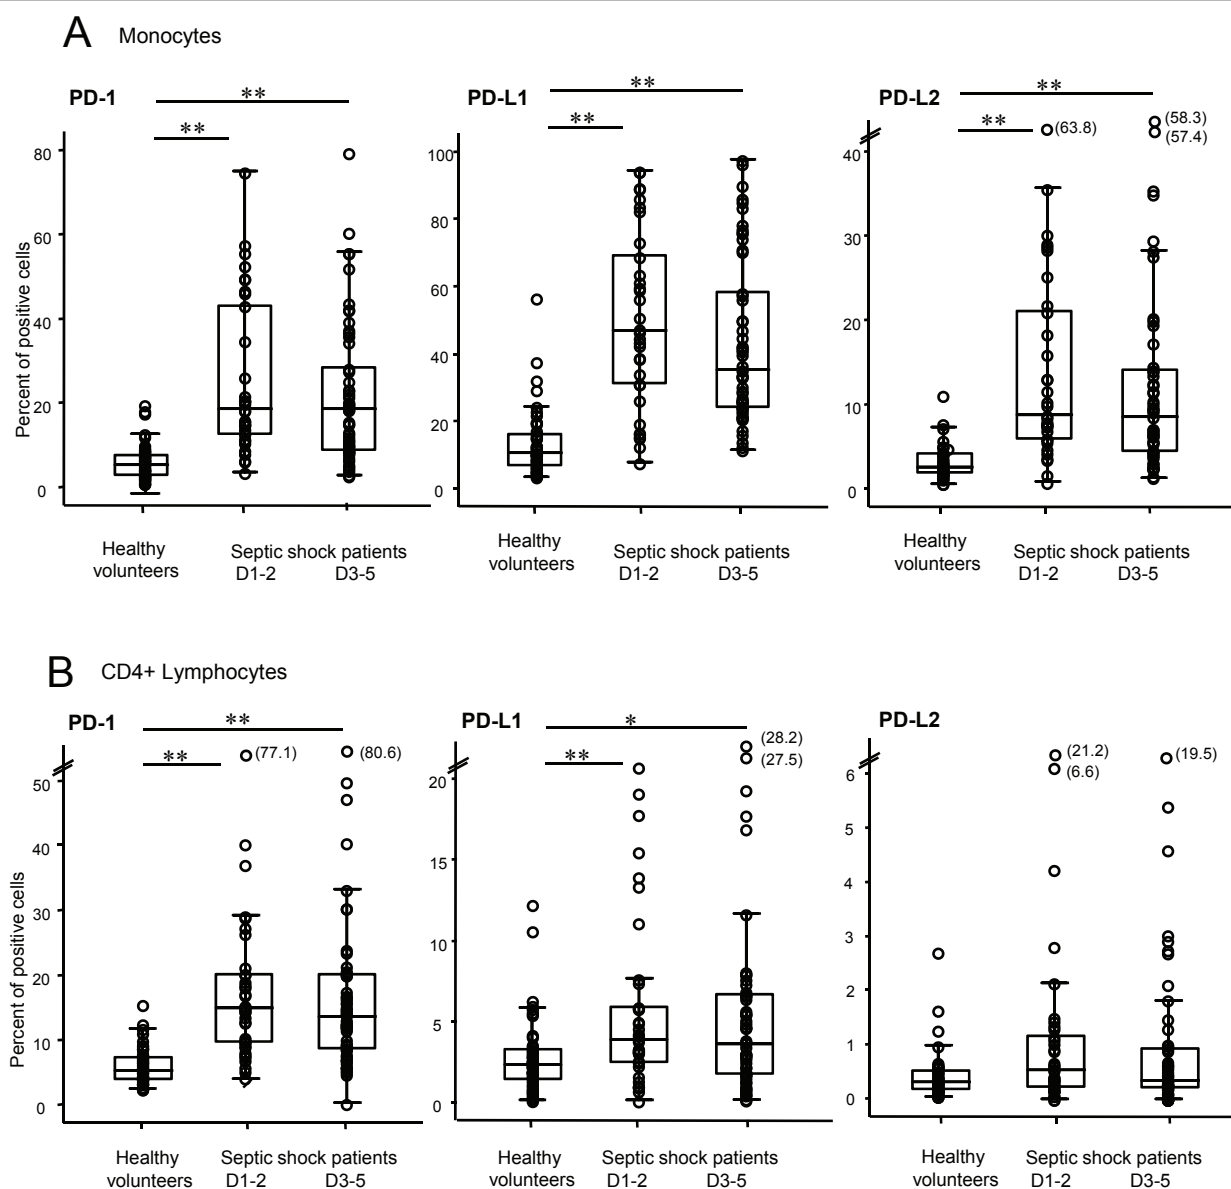 A Monocytes
PD-1
**
**
80
60
40
20
0
Percent of positive cells
Healthy
volunteers
Septic shock patients
D1-2 D3-5
PD-L1
**
**
100
80
60
40
20
0
Healthy
volunteers
Septic shock patients
D1-2 D3-5
PD-L2
**
**
(63.8)
(58.3)
(57.4)
40
30
20
10
0
Healthy
volunteers
Septic shock patients
D1-2 D3-5
B CD4+ Lymphocytes
PD-1
**
**
(77.1)
(80.6)
50
40
30
20
10
0
Percent of positive cells
Healthy
volunteers
Septic shock patients
D1-2 D3-5
PD-L1
*
**
(28.2)
(27.5)
20
15
10
5
0
Healthy
volunteers
Septic shock patients
D1-2 D3-5
PD-L2
(21.2)
(6.6)
(19.5)
6
5
4
3
2
1
0
Healthy
volunteers
Septic shock patients
D1-2 D3-5